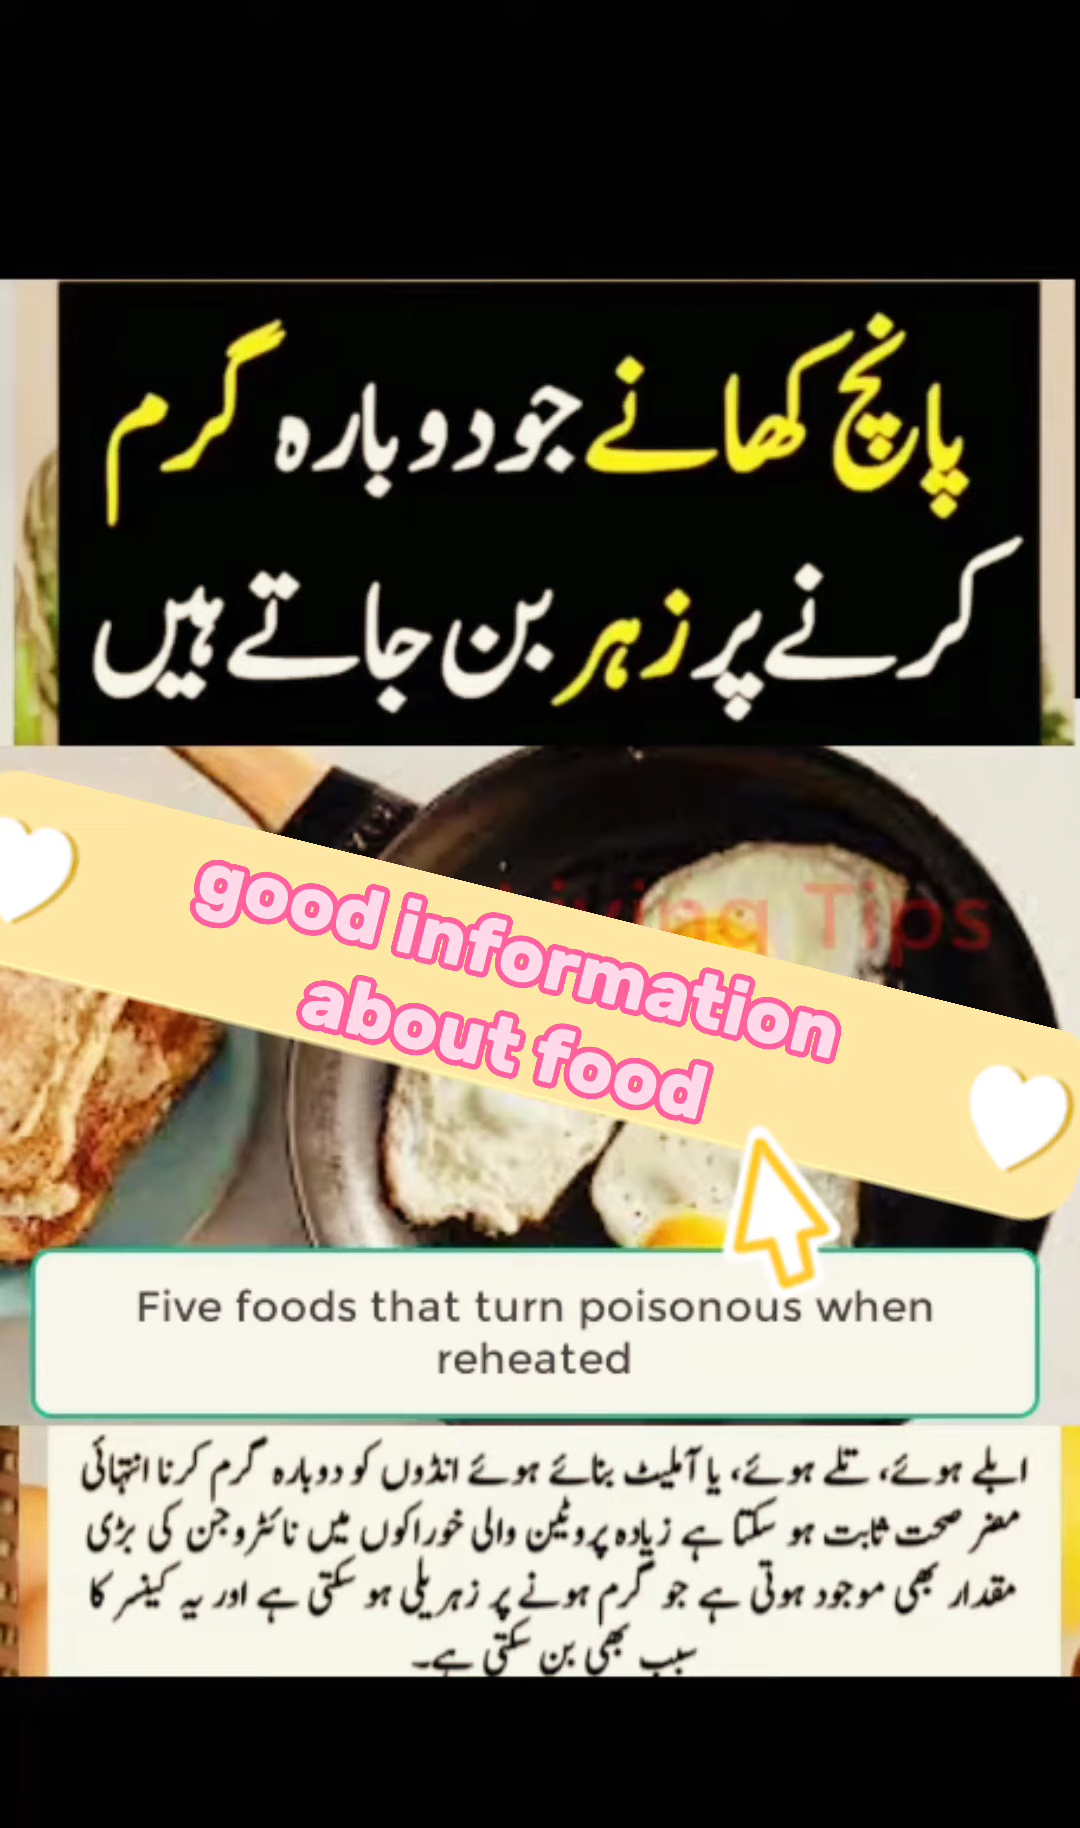 پانچ کھانے جو دوبارہ گرم
کرنے پر زہر بن جاتے ہیں
Tips
good information
about food
Five foods that turn poisonous when
reheated
ابلے ہوئے، تلے ہوئے، یا آملیٹ بنائے ہوئے انڈوں کو دوبارہ گرم کرنا انتہائی
مضر صحت ثابت ہو سکتا ہے زیادہ پروٹین والی خوراکوں میں نائٹروجن کی بڑی
مقدار بھی موجود ہوتی ہے جو گرم ہونے پر زہریلی ہو سکتی ہے اور یہ کینسر کا
سبب بھی بن سکتی ہے۔